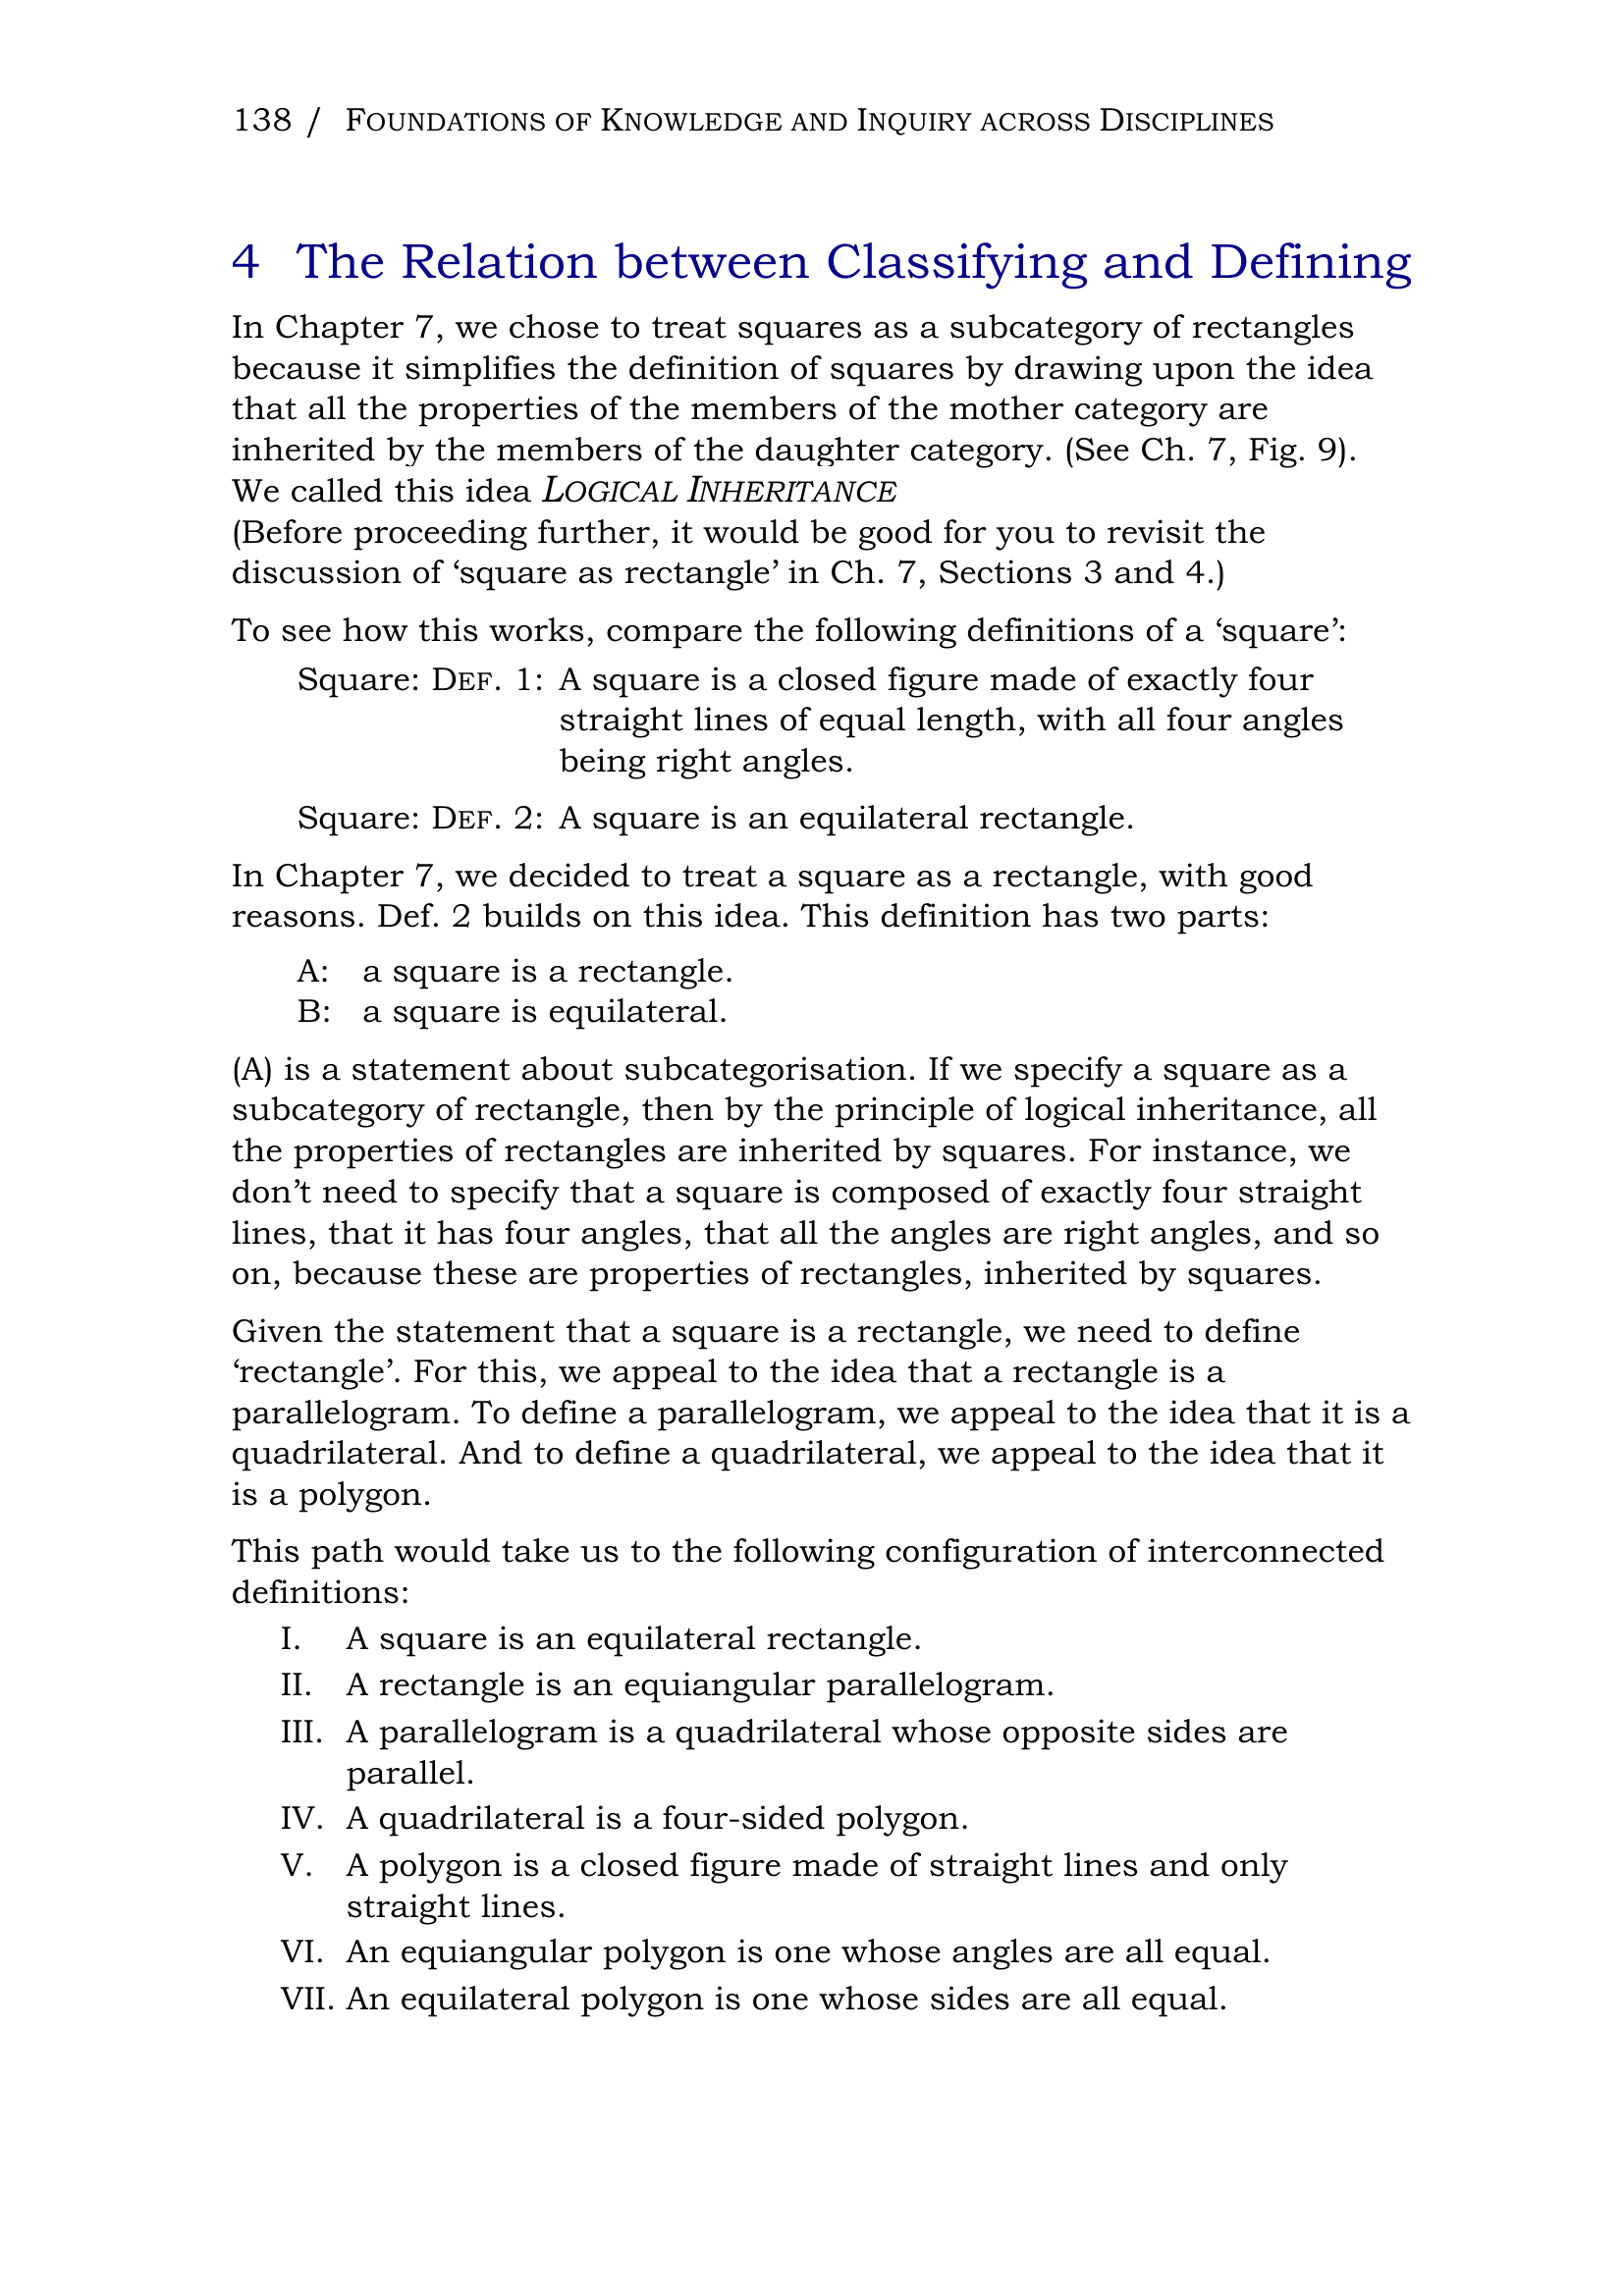 138 / FOUNDATIONS OF KNOWLEDGE AND INQUIRY ACROSS DISCIPLINES
4 The Relation between Classifying and Defining
In Chapter 7, we chose to treat squares as a subcategory of rectangles
because it simplifies the definition of squares by drawing upon the idea
that all the properties of the members of the mother category are
inherited by the members of the daughter category. (See Ch. 7, Fig. 9).
We called this idea LOGICAL INHERITANCE
(Before proceeding further, it would be good for you to revisit the
discussion of ‘square as rectangle’ in Ch. 7, Sections 3 and 4.)
To see how this works, compare the following definitions of a ‘square’:
Square: DEF. 1: A square is a closed figure made of exactly four
straight lines of equal length, with all four angles
being right angles.
Square: DEF. 2: A square is an equilateral rectangle.
In Chapter 7, we decided to treat a square as a rectangle, with good
reasons. Def. 2 builds on this idea. This definition has two parts:
A: a square is a rectangle.
B: a square is equilateral.
(A) is a statement about subcategorisation. If we specify a square as a
subcategory of rectangle, then by the principle of logical inheritance, all
the properties of rectangles are inherited by squares. For instance, we
don’t need to specify that a square is composed of exactly four straight
lines, that it has four angles, that all the angles are right angles, and so
on, because these are properties of rectangles, inherited by squares.
Given the statement that a square is a rectangle, we need to define
‘rectangle’. For this, we appeal to the idea that a rectangle is a
parallelogram. To define a parallelogram, we appeal to the idea that it is a
quadrilateral. And to define a quadrilateral, we appeal to the idea that it
is a polygon.
This path would take us to the following configuration of interconnected
definitions:
I. A square is an equilateral rectangle.
II. A rectangle is an equiangular parallelogram.
III. A parallelogram is a quadrilateral whose opposite sides are
parallel.
IV. A quadrilateral is a four-sided polygon.
V. A polygon is a closed figure made of straight lines and only
straight lines.
VI. An equiangular polygon is one whose angles are all equal.
VII. An equilateral polygon is one whose sides are all equal.